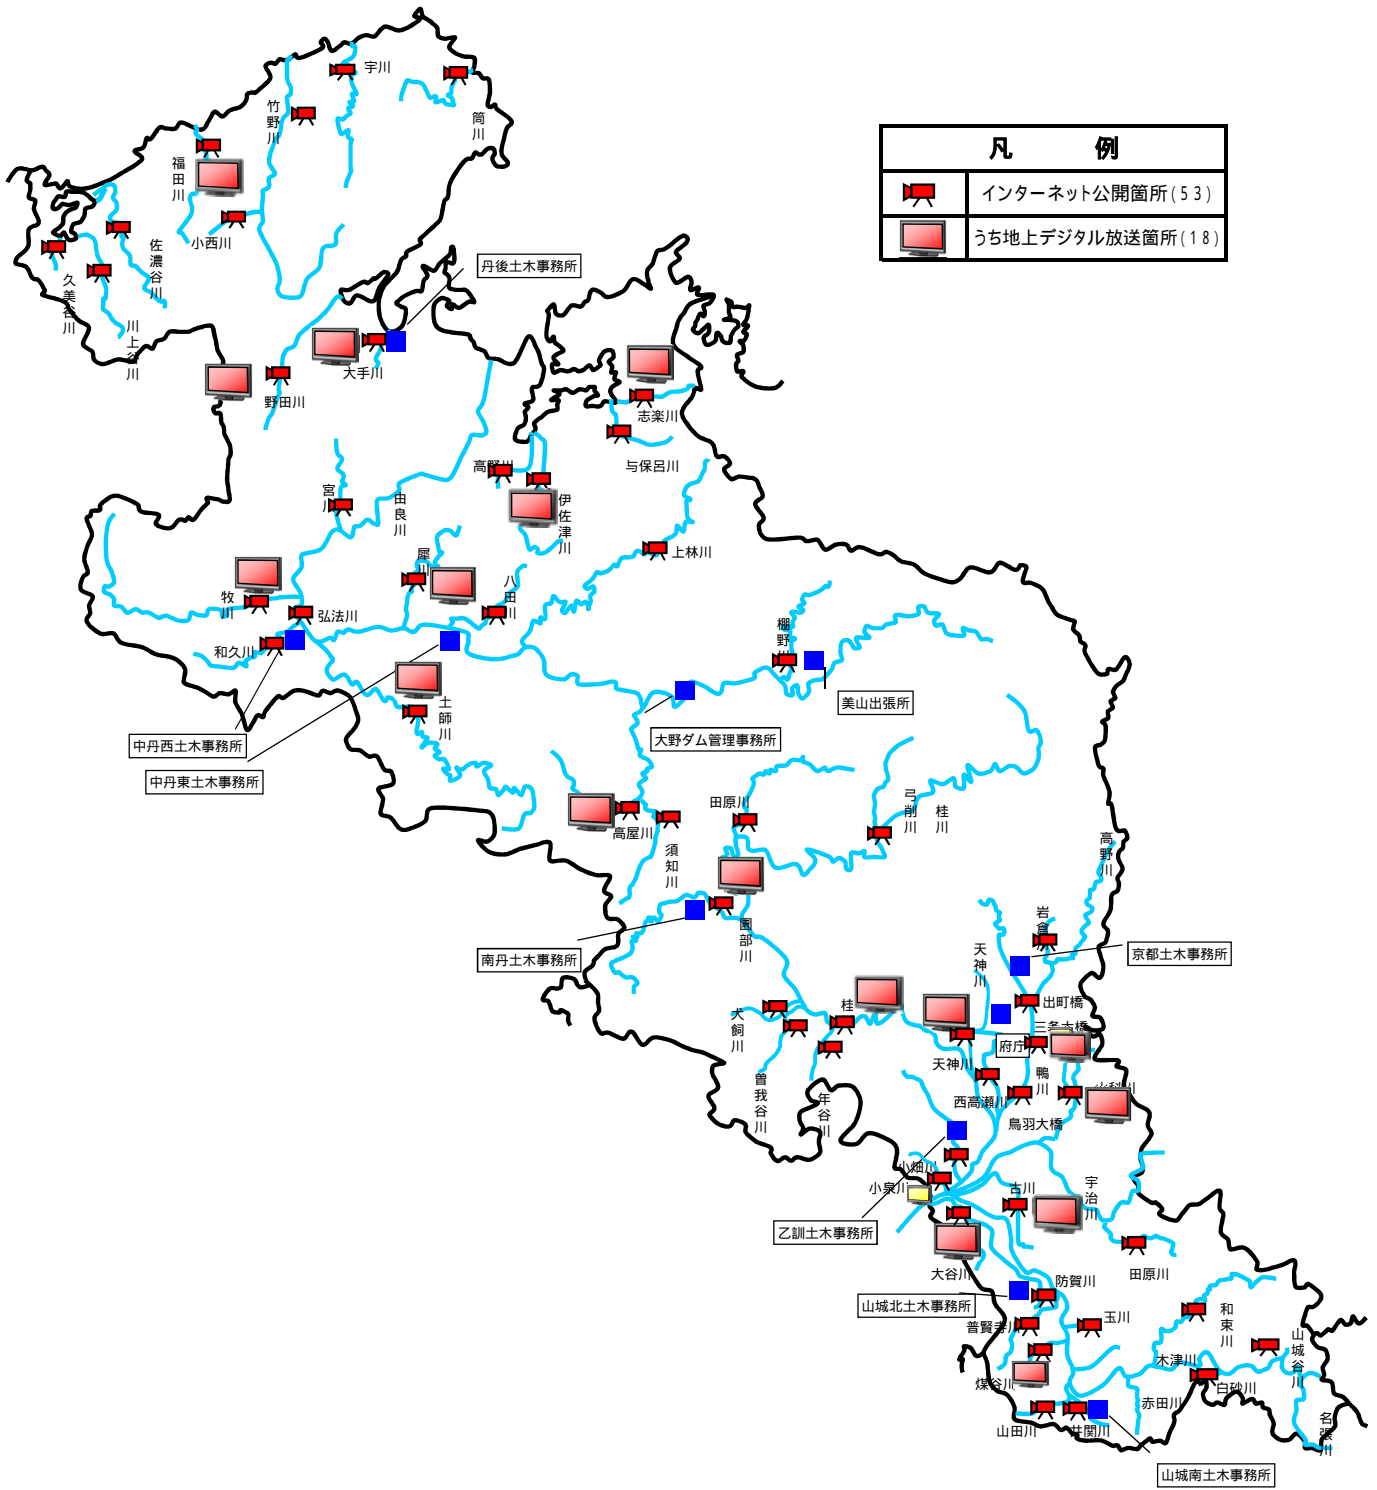 凡　例
インターネット公開箇所(53)
うち地上デジタル放送箇所(18)
宇川
竹野川
筒川
福田川
小西川
佐濃谷川
久美谷川
川上谷川
丹後土木事務所
大手川
野田川
志楽川
与保呂川
高野川
伊佐津川
宮川
由良川
上林川
犀川
八田川
牧川
弘法川
和久川
棚野川
美山出張所
土師川
大野ダム管理事務所
中丹西土木事務所
中丹東土木事務所
田原川
弓削川
桂川
高屋川
須知川
高野川
岩倉
園部川
天神川
京都土木事務所
南丹土木事務所
出町橋
三条大橋
犬飼川
桂
府庁
天神川
鴨川
山科川
西高瀬川
曽我谷川
年谷川
鳥羽大橋
小畑川
小泉川
古川
宇治川
乙訓土木事務所
大谷川
田原川
防賀川
山城北土木事務所
普賢寺川
玉川
和束川
山城谷川
木津川
煤谷川
白砂川
赤田川
山田川
井関川
名張川
山城南土木事務所